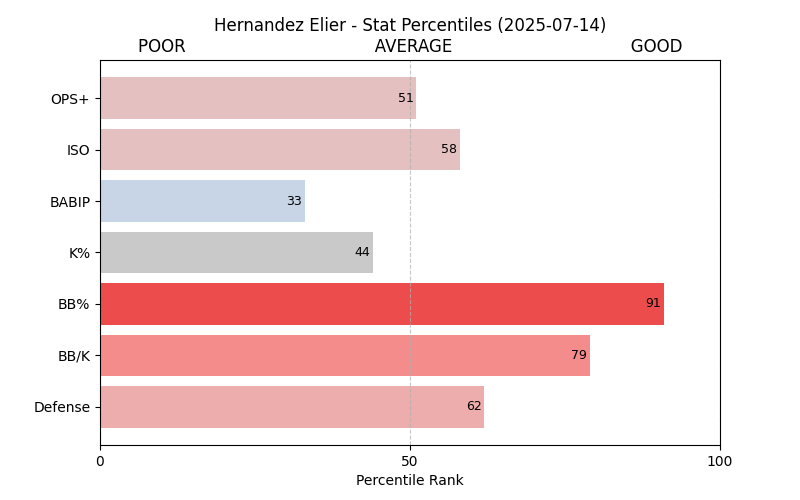 Hernandez Elier - Stat Percentiles (2025-07-14)
POOR AVERAGE GOOD
OPS+ 51
ISO 58
BABIP 33
K% 44
BB% 91
BB/K 79
Defense 62
0 50 100
Percentile Rank